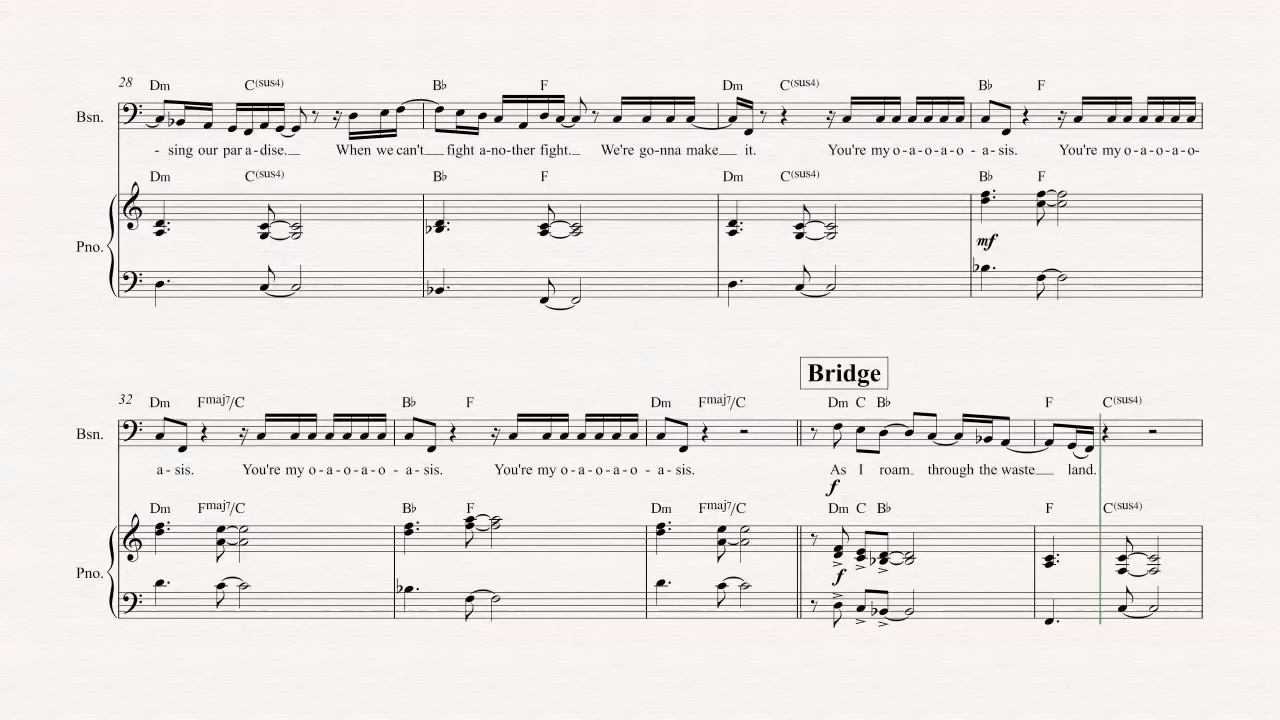 28 Dm C(sus4) B♭ F Dm C(sus4) B♭ F
Bsn.
- sing our par a - dise. When we can't fight a - no - ther fight. We're go - nna make it. You're my o - a - o - a - o - a - sis. You're my o - a - o - a - o-
Dm C(sus4) B♭ F Dm C(sus4) B♭ F
Pno.
mf
Bridge
32 Dm Fmaj7/C B♭ F Dm Fmaj7/C Dm C B♭ F C(sus4)
Bsn.
a - sis. You're my o - a - o - a - o - a - sis. You're my o - a - o - a - o - a - sis. As I roam through the waste land.
f
Dm Fmaj7/C B♭ F Dm Fmaj7/C Dm C B♭ F C(sus4)
Pno.
f